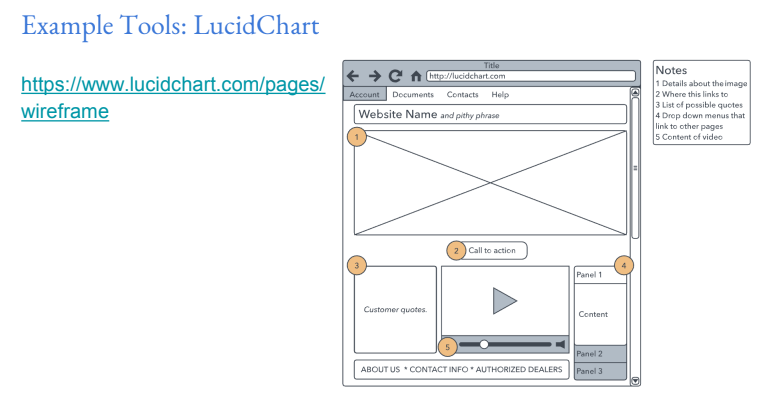 Example Tools: LucidChart
https://www.lucidchart.com/pages/
wireframe
Title
http://lucidchart.com
Account Documents Contacts Help
Website Name and pithy phrase
1
2 Call to action
3
4
Panel 1
Customer quotes.
Content
5
Panel 2
ABOUT US * CONTACT INFO * AUTHORIZED DEALERS
Panel 3
Notes
1 Details about the image
2 Where this links to
3 List of possible quotes
4 Drop down menus that
link to other pages
5 Content of video